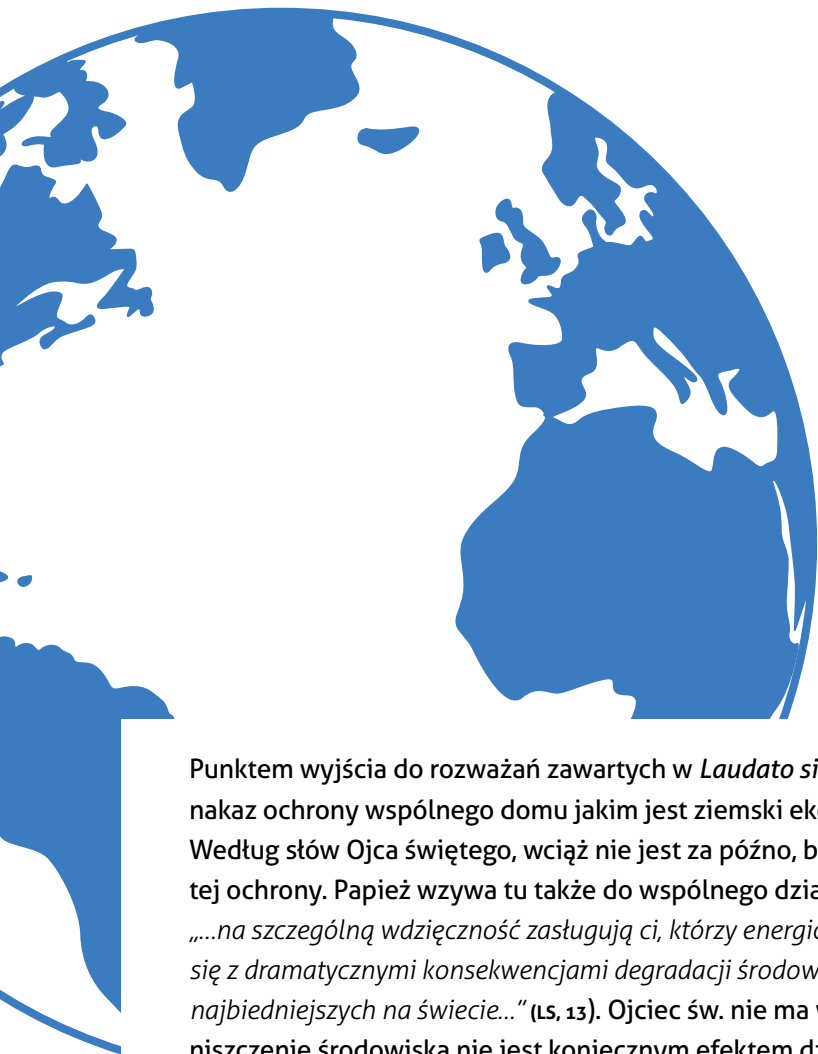 Punktem wyjścia do rozważań zawartych w Laudato si
nakaz ochrony wspólnego domu jakim jest ziemski
Według słów Ojca świętego, wciąż nie jest za późno,
tej ochrony. Papież wzywa tu także do wspólnego
„...na szczególną wdzięczność zasługują ci, którzy
się z dramatycznymi konsekwencjami degradacji
najbiedniejszych na świecie...” (LS, 13). Ojciec św. nie ma
niszczenie środowiska nie jest koniecznym efektem